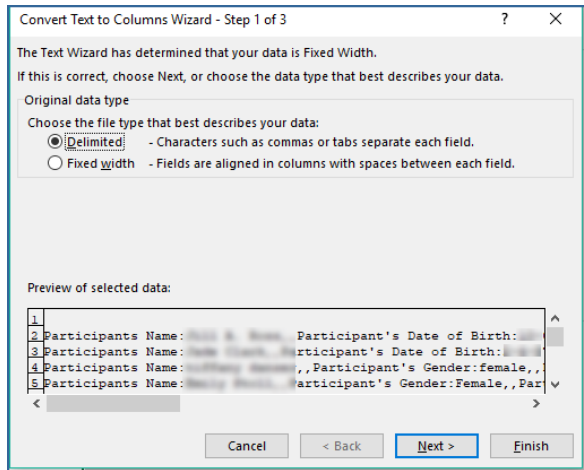 Convert Text to Columns Wizard - Step 1 of 3 ? ×
The Text Wizard has determined that your data is Fixed Width.
If this is correct, choose Next, or choose the data type that best describes your data.
Original data type
Choose the file type that best describes your data:
Delimited - Characters such as commas or tabs separate each field.
Fixed width - Fields are aligned in columns with spaces between each field.
Preview of selected data:
1
2 Participants Name: Participant's Date of Birth:
3 Participants Name: rticipant's Date of Birth:
4 Participants Name: ,,Participant's Gender:female,,
5 Participants Name: articipant's Gender:Female,,Par
Cancel < Back Next > Finish